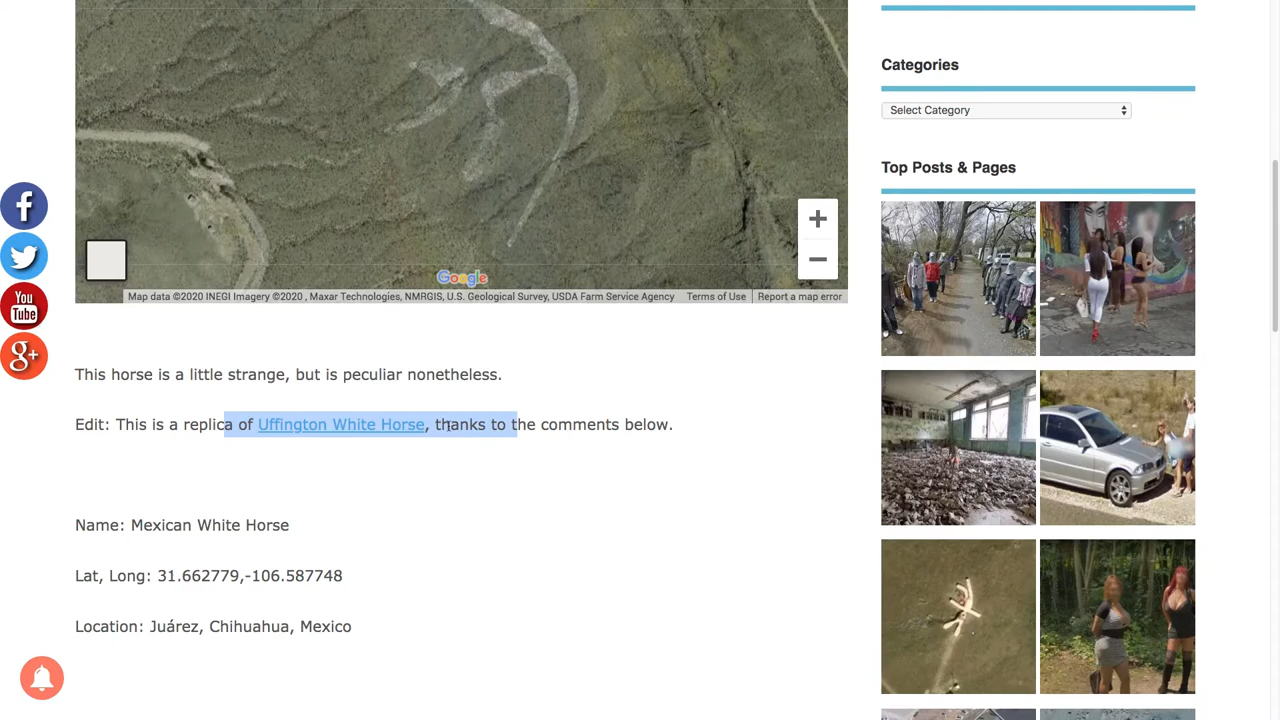 Categories
Select Category
Top Posts & Pages
f
You
Tube
g+
Google
Map data ©2020 INEGI Imagery ©2020 , Maxar Technologies, NMRGIS, U.S. Geological Survey, USDA Farm Service Agency Terms of Use Report a map error
This horse is a little strange, but is peculiar nonetheless.
Edit: This is a replica of Uffington White Horse, thanks to the comments below.
Name: Mexican White Horse
Lat, Long: 31.662779,-106.587748
Location: Juárez, Chihuahua, Mexico